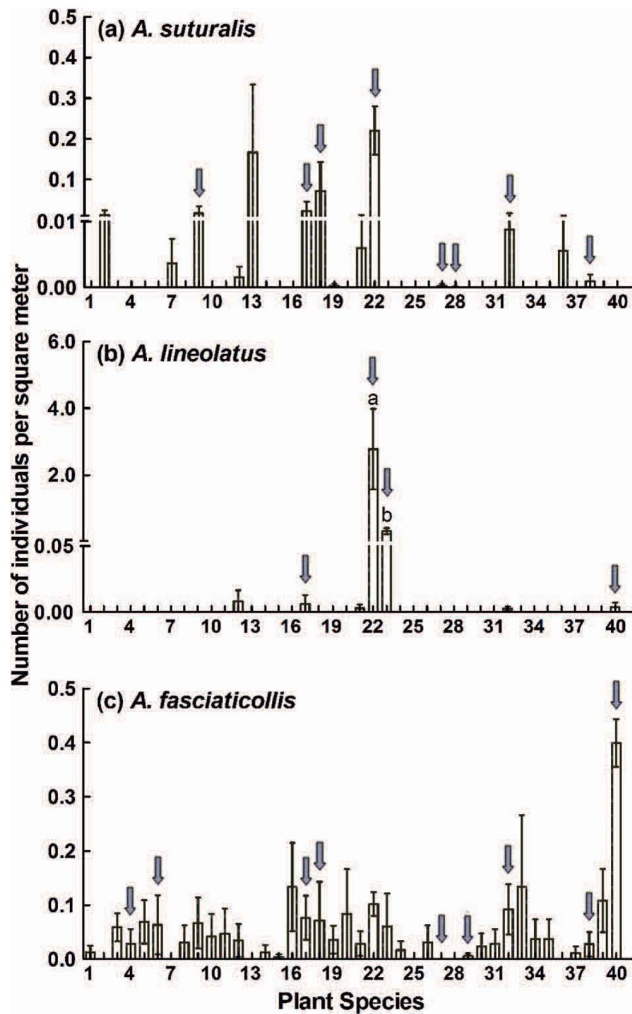 Number of individuals per square meter
(a) A. suturalis
0.5
0.4
0.3
0.2
0.1
0.01
0.00
1 4 7 10 13 16 19 22 25 28 31 34 37 40
(b) A. lineolatus
6.0
a
4.0
2.0
b
0.05
0.00
1 4 7 10 13 16 19 22 25 28 31 34 37 40
(c) A. fasciaticollis
0.5
0.4
0.3
0.2
0.1
0.0
1 4 7 10 13 16 19 22 25 28 31 34 37 40
Plant Species